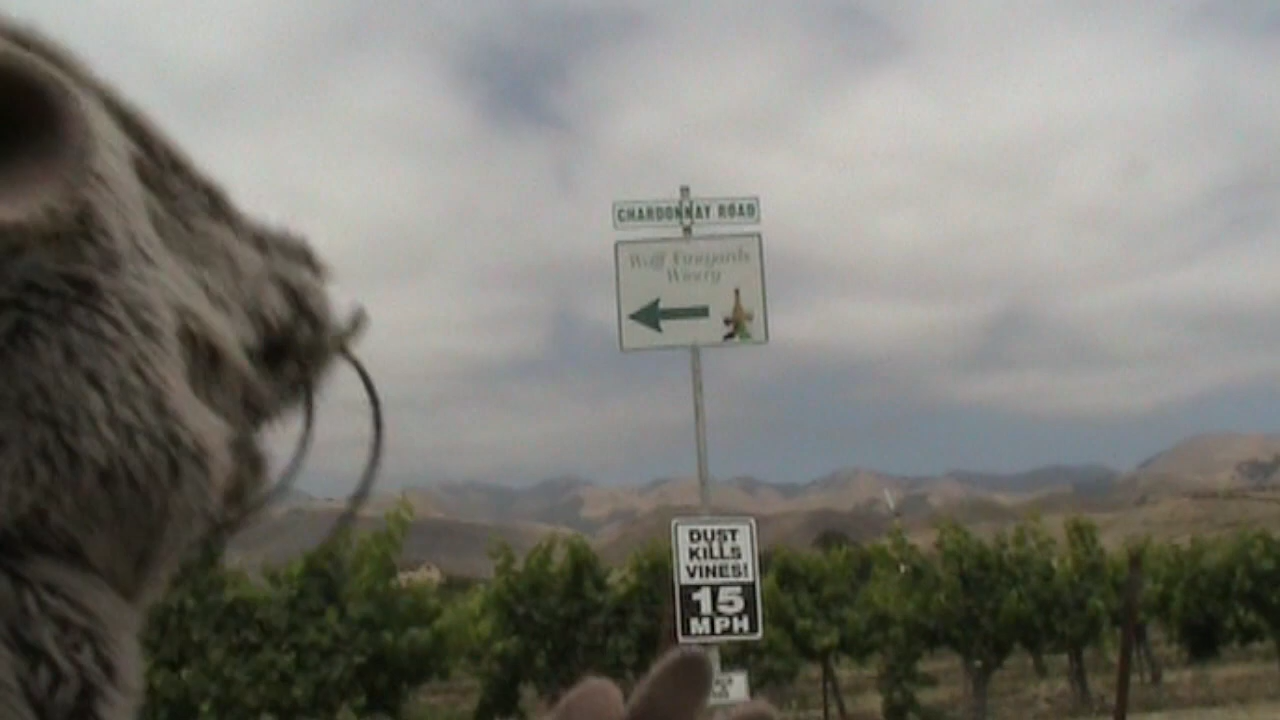 CHARDONNAY ROAD
Wolff Vineyards
Winery
DUST
KILLS
VINES!
15
MPH